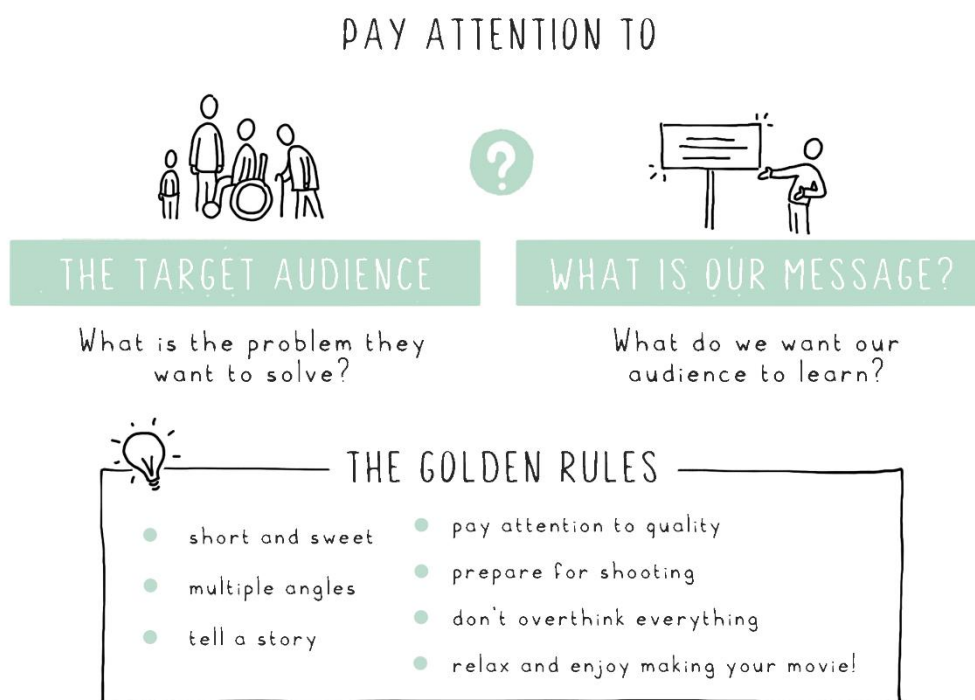 PAY ATTENTION TO
?
THE TARGET AUDIENCE
What is the problem they
want to solve?
WHAT IS OUR MESSAGE?
What do we want our
audience to learn?
THE GOLDEN RULES
short and sweet
multiple angles
tell a story
pay attention to quality
prepare for shooting
don't overthink everything
relax and enjoy making your movie!